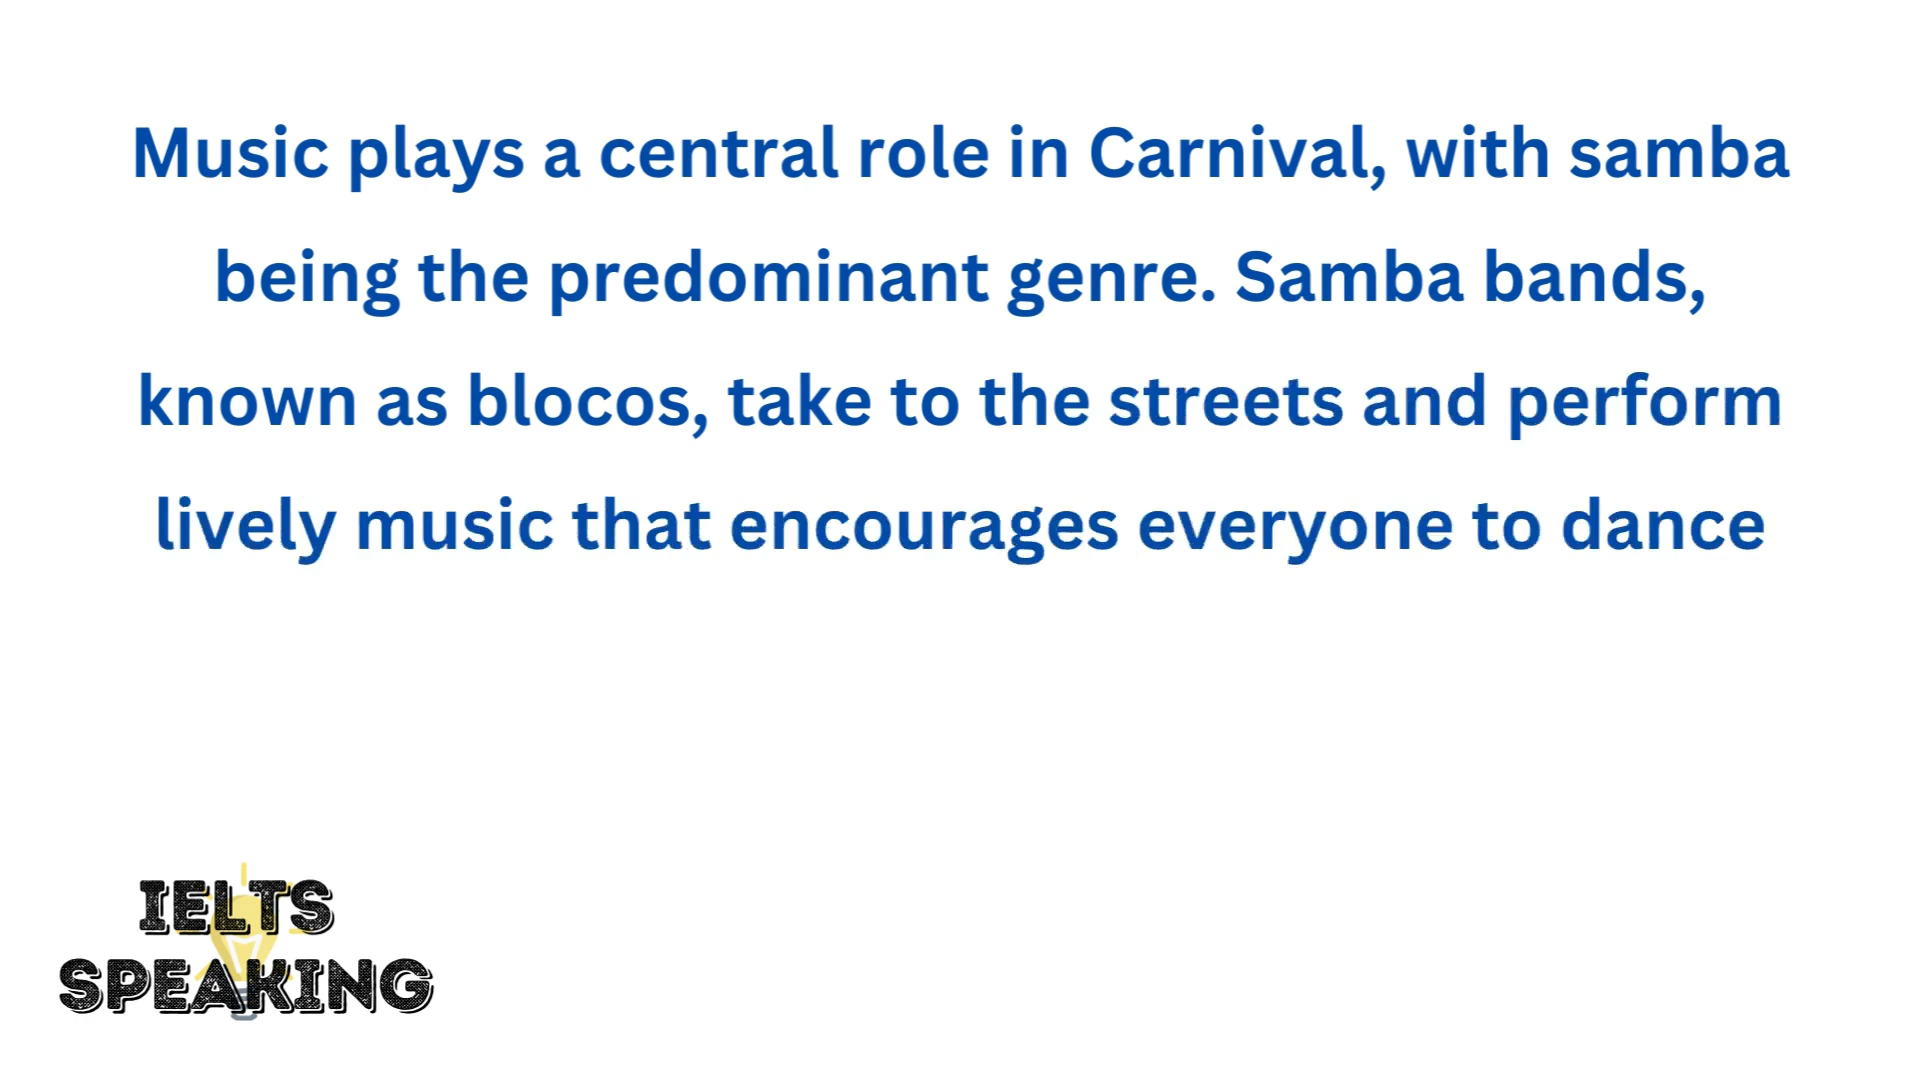 Music plays a central role in Carnival, with samba
being the predominant genre. Samba bands,
known as blocos, take to the streets and perform
lively music that encourages everyone to dance
IELTS
SPEAKING